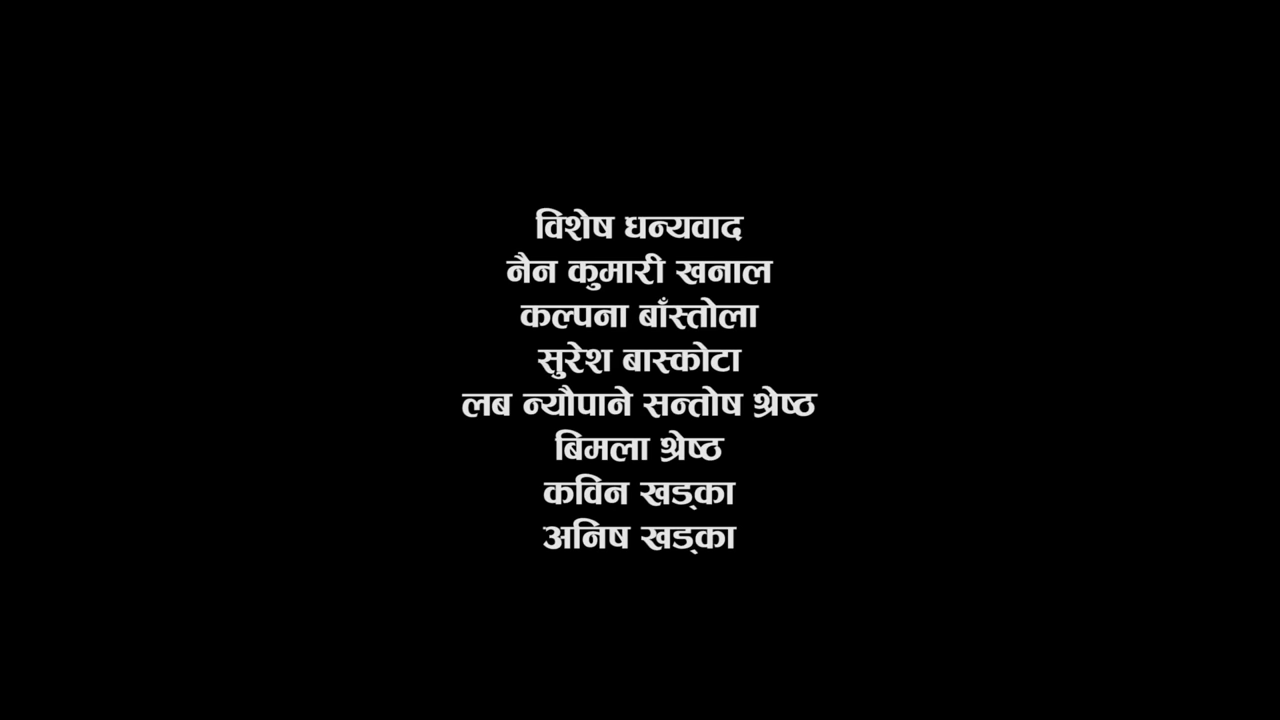 विशेष धन्यवाद
नैन कुमारी खनाल
कल्पना बाँस्तोला
सुरेश बास्कोटा
लब न्यौपाने सन्तोष श्रेष्ठ
बिमला श्रेष्ठ
कविन खड्का
अनिष खड्का